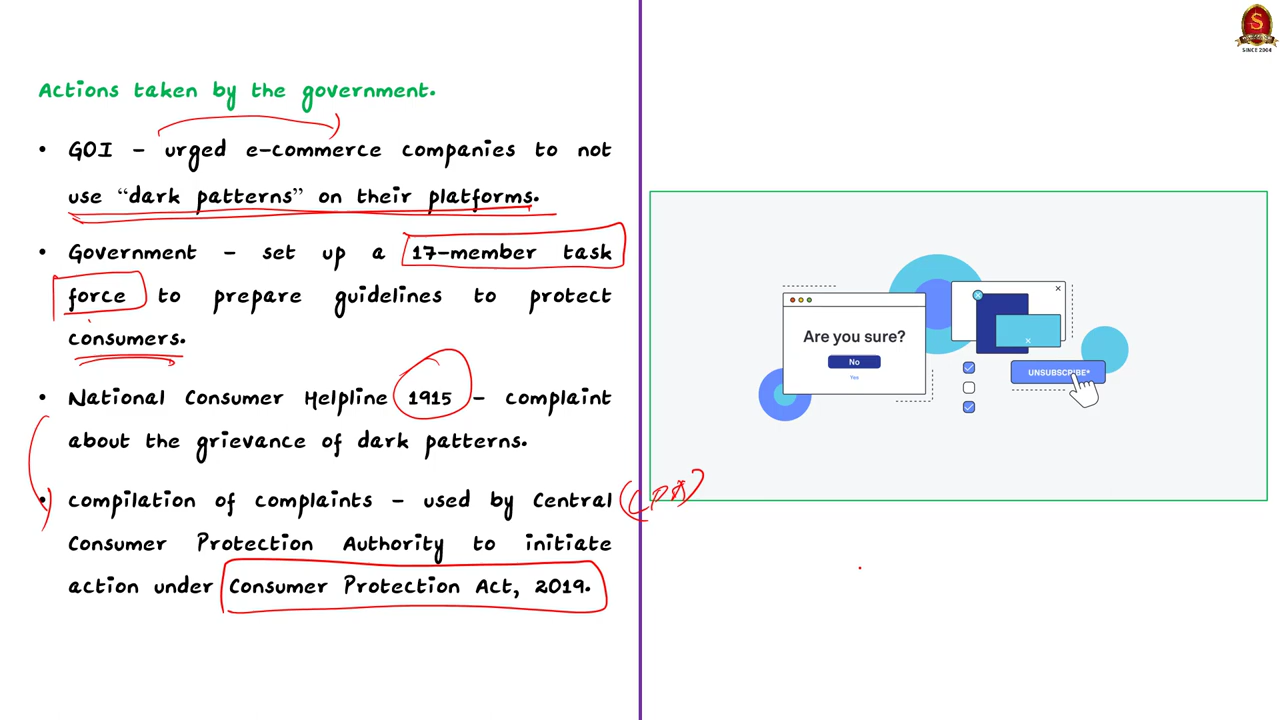 Actions taken by the government.
• GOI – urged e-commerce companies to not
use “dark patterns” on their platforms.
• Government – set up a 17-member task
force to prepare guidelines to protect
consumers.
• National Consumer Helpline 1915 – complaint
about the grievance of dark patterns.
• compilation of complaints – used by Central
Consumer Protection Authority to initiate
action under Consumer Protection Act, 2019.
S
SINCE 2004
Are you sure?
No
Yes
UNSUBSCRIBE*